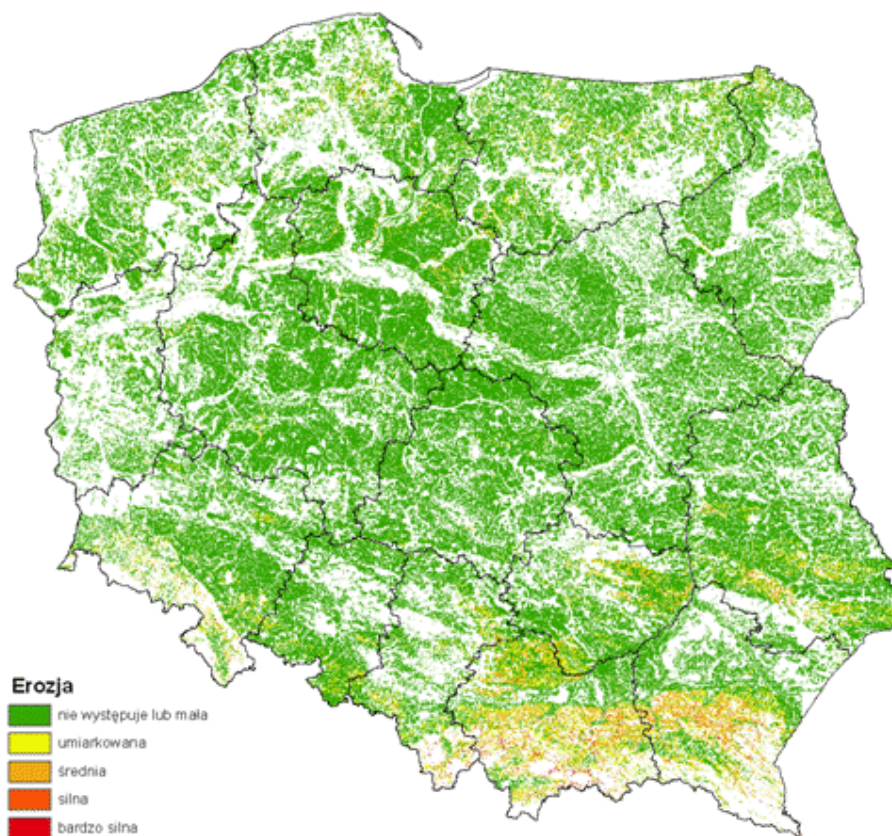 Erozja
nie występuje lub mała
umiarkowana
średnia
silna
bardzo silna